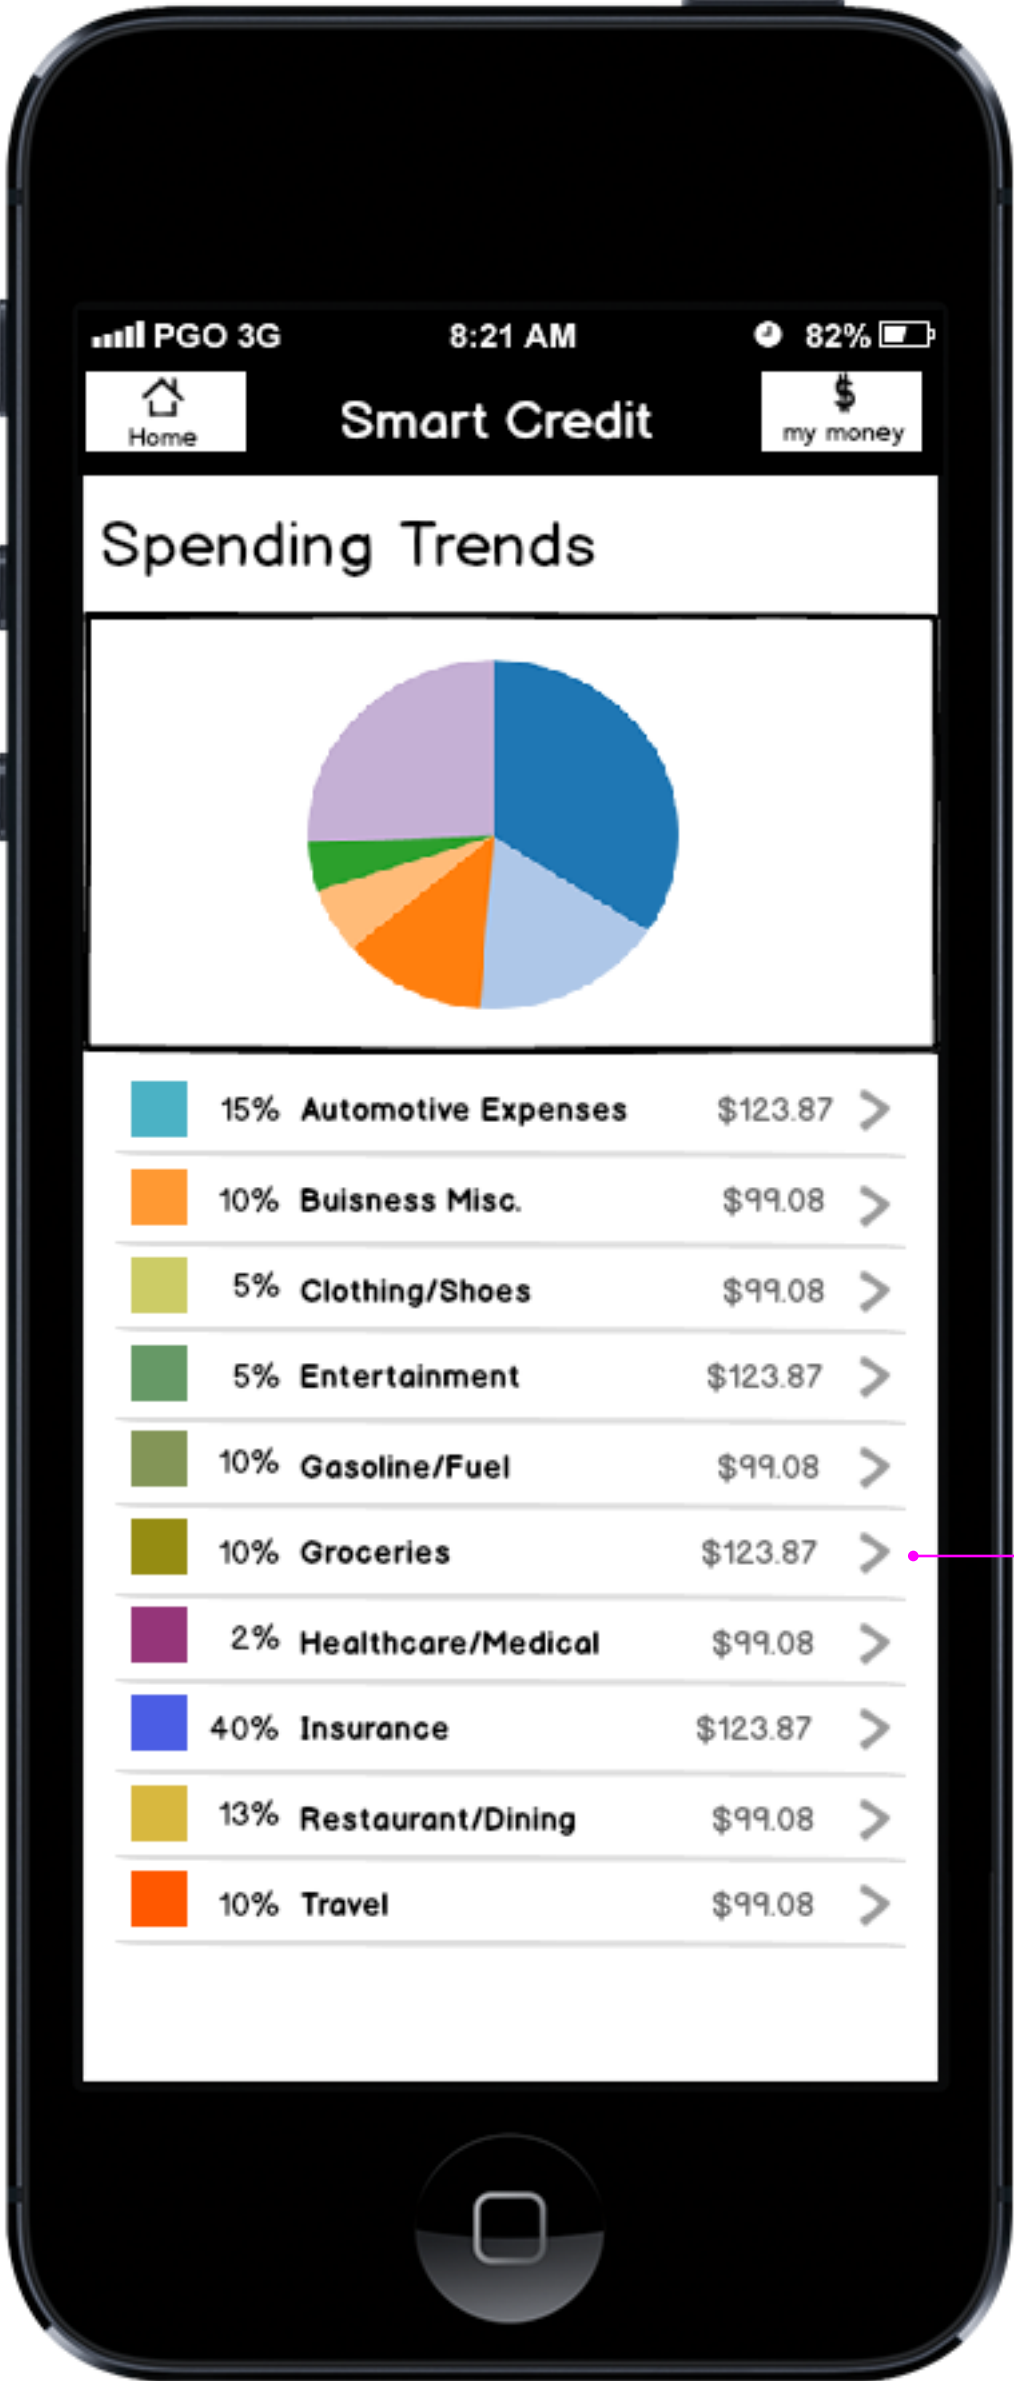 PGO 3G 8:21 AM 82%
Home Smart Credit $ my money
Spending Trends
15% Automotive Expenses $123.87
10% Buisness Misc. $99.08
5% Clothing/Shoes $99.08
5% Entertainment $123.87
10% Gasoline/Fuel $99.08
10% Groceries $123.87
2% Healthcare/Medical $99.08
40% Insurance $123.87
13% Restaurant/Dining $99.08
10% Travel $99.08